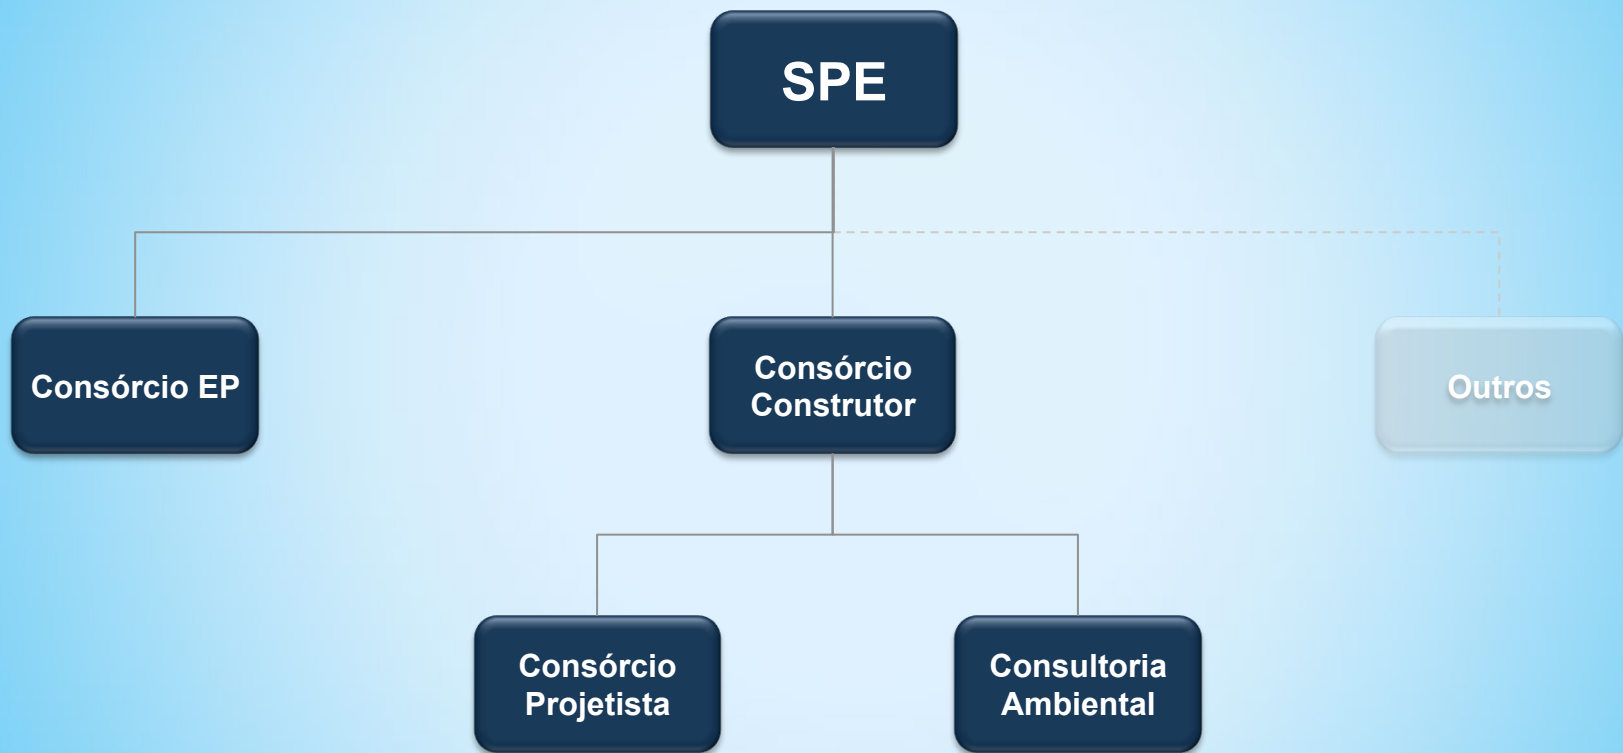 SPE
Consórcio EP
Consórcio
Construtor
Outros
Consórcio
Projetista
Consultoria
Ambiental